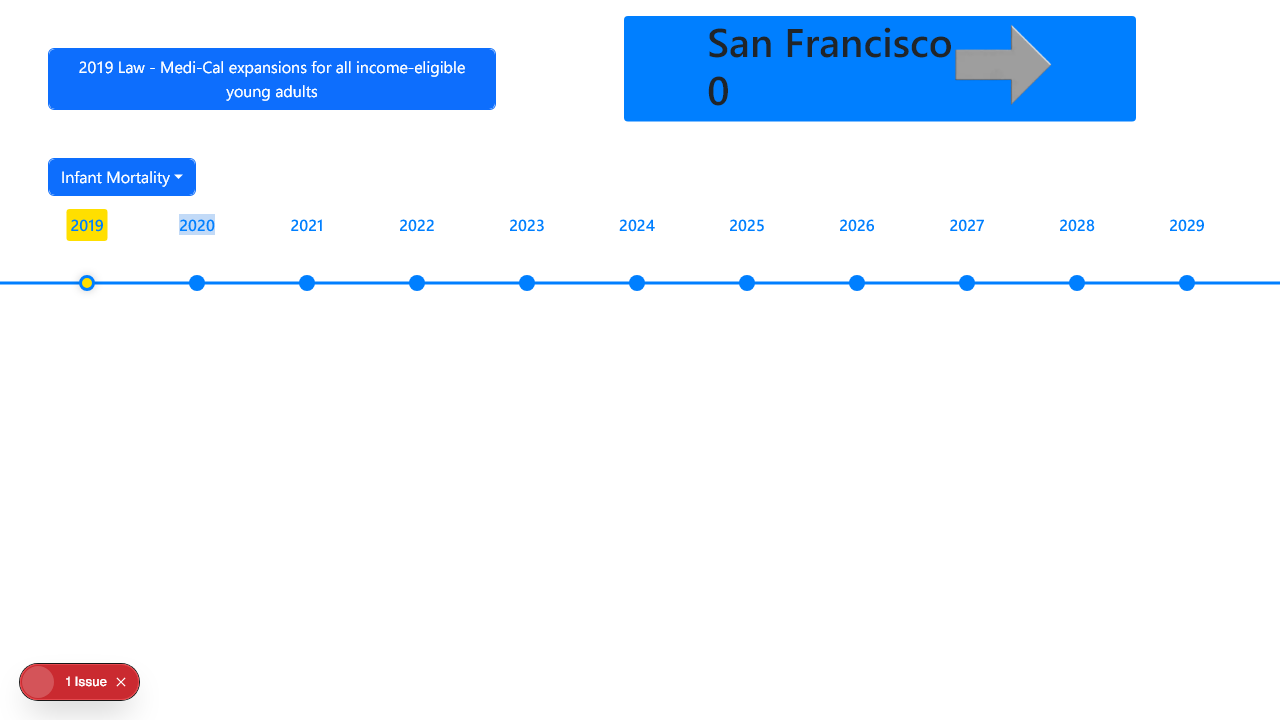 2019 Law - Medi-Cal expansions for all income-eligible
young adults
San Francisco
0
Infant Mortality
2019 2020 2021 2022 2023 2024 2025 2026 2027 2028 2029
1 Issue